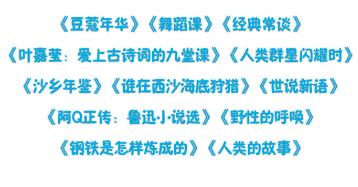 《豆蔻年华》《舞蹈课》《经典常谈》
《叶嘉莹：爱上古诗词的九堂课》《人类群星闪耀时》
《沙乡年鉴》《谁在西沙海底狩猎》《世说新语》
《阿Q正传：鲁迅小说选》《野性的呼唤》
《钢铁是怎样炼成的》《人类的故事》